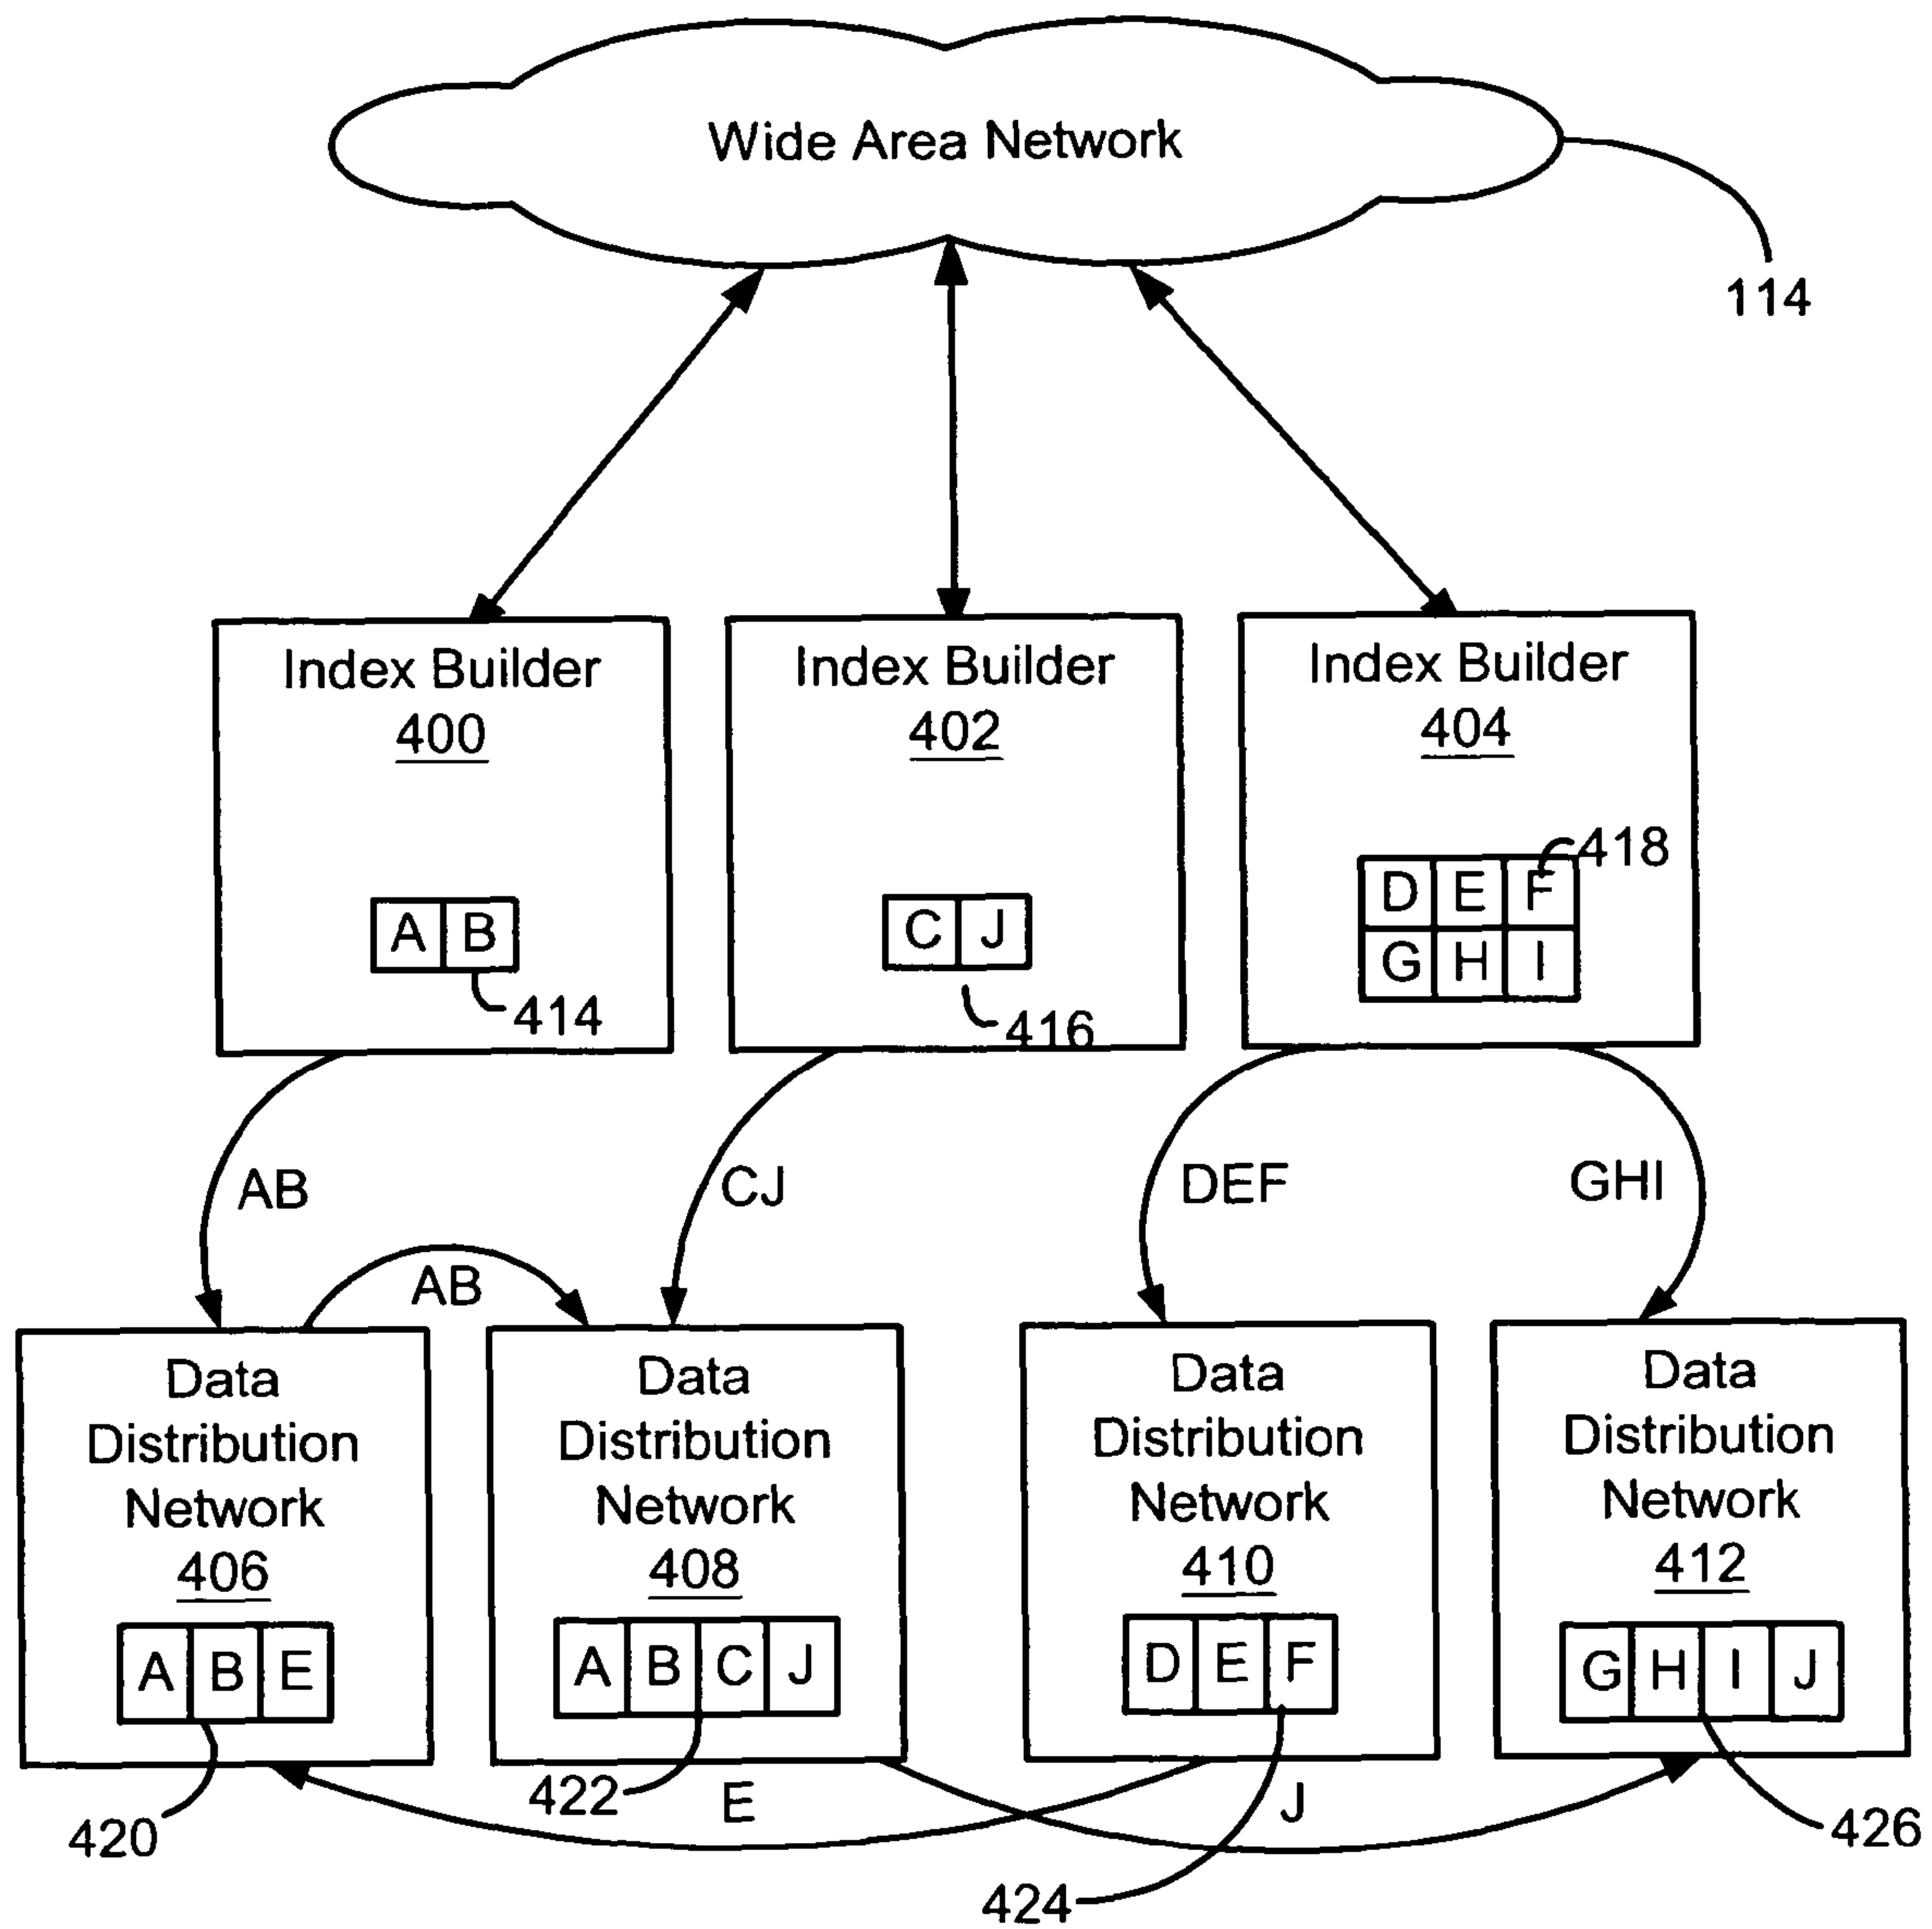 Wide Area Network
114
Index Builder
400
A B
414
Index Builder
402
C J
416
Index Builder
404
418
D E F
G H I
AB
CJ
DEF
GHI
AB
Data
Distribution
Network
406
A B E
420
Data
Distribution
Network
408
A B C J
422
Data
Distribution
Network
410
D E F
424
Data
Distribution
Network
412
G H I J
426
E
J